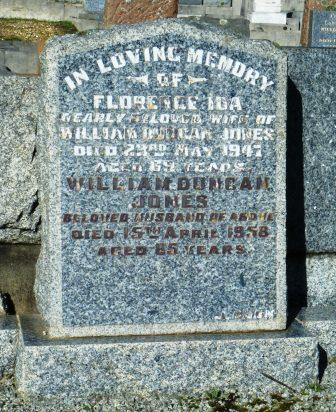 IN LOVING MEMORY
OF
FLORENCE IDA
DEARLY BELOVED WIFE OF
WILLIAM DUNCAN JONES
DIED 23RD MAY 1947
AGED 69 YEARS
WILLIAM DUNCAN
JONES
BELOVED HUSBAND OF ABOVE
DIED 15TH APRIL 1958
AGED 85 YEARS